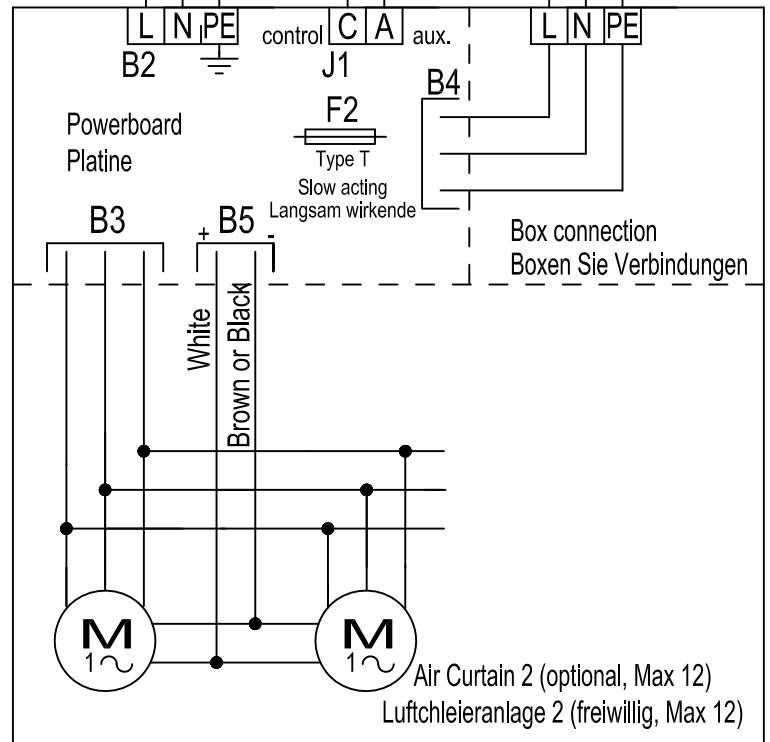 L N PE control C A aux. L N PE
B2 J1
B4
F2
Powerboard
Platine
Type T
Slow acting
Langsam wirkende
B3 + B5 -
Box connection
Boxen Sie Verbindungen
White
Brown or Black
M M
1~ 1~
Air Curtain 2 (optional, Max 12)
Luftchleieranlage 2 (freiwillig, Max 12)